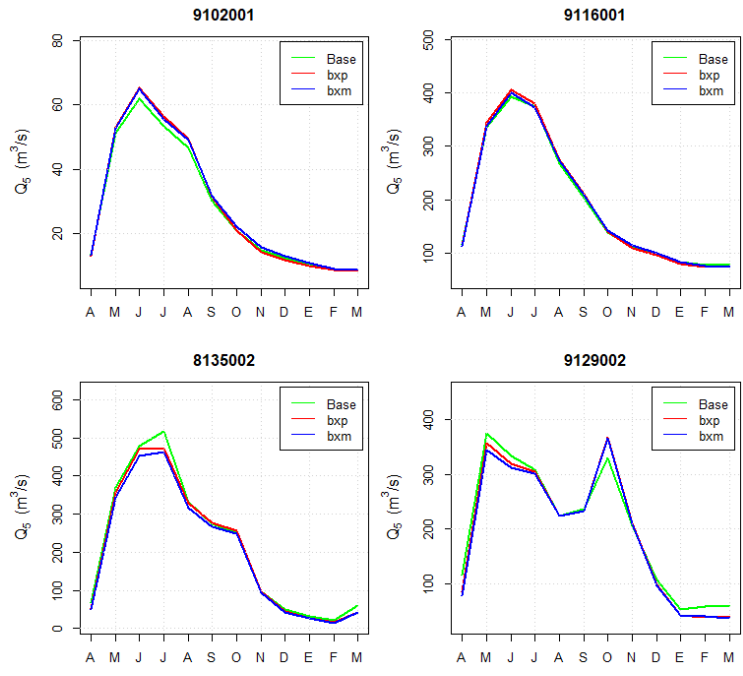 9102001
Q5 (m3/s)
80
60
40
20
Base
bxp
bxm
A M J J A S O N D E F M
9116001
Q5 (m3/s)
500
400
300
200
100
Base
bxp
bxm
A M J J A S O N D E F M
8135002
Q5 (m3/s)
600
500
400
300
200
100
0
Base
bxp
bxm
A M J J A S O N D E F M
9129002
Q5 (m3/s)
400
300
200
100
Base
bxp
bxm
A M J J A S O N D E F M